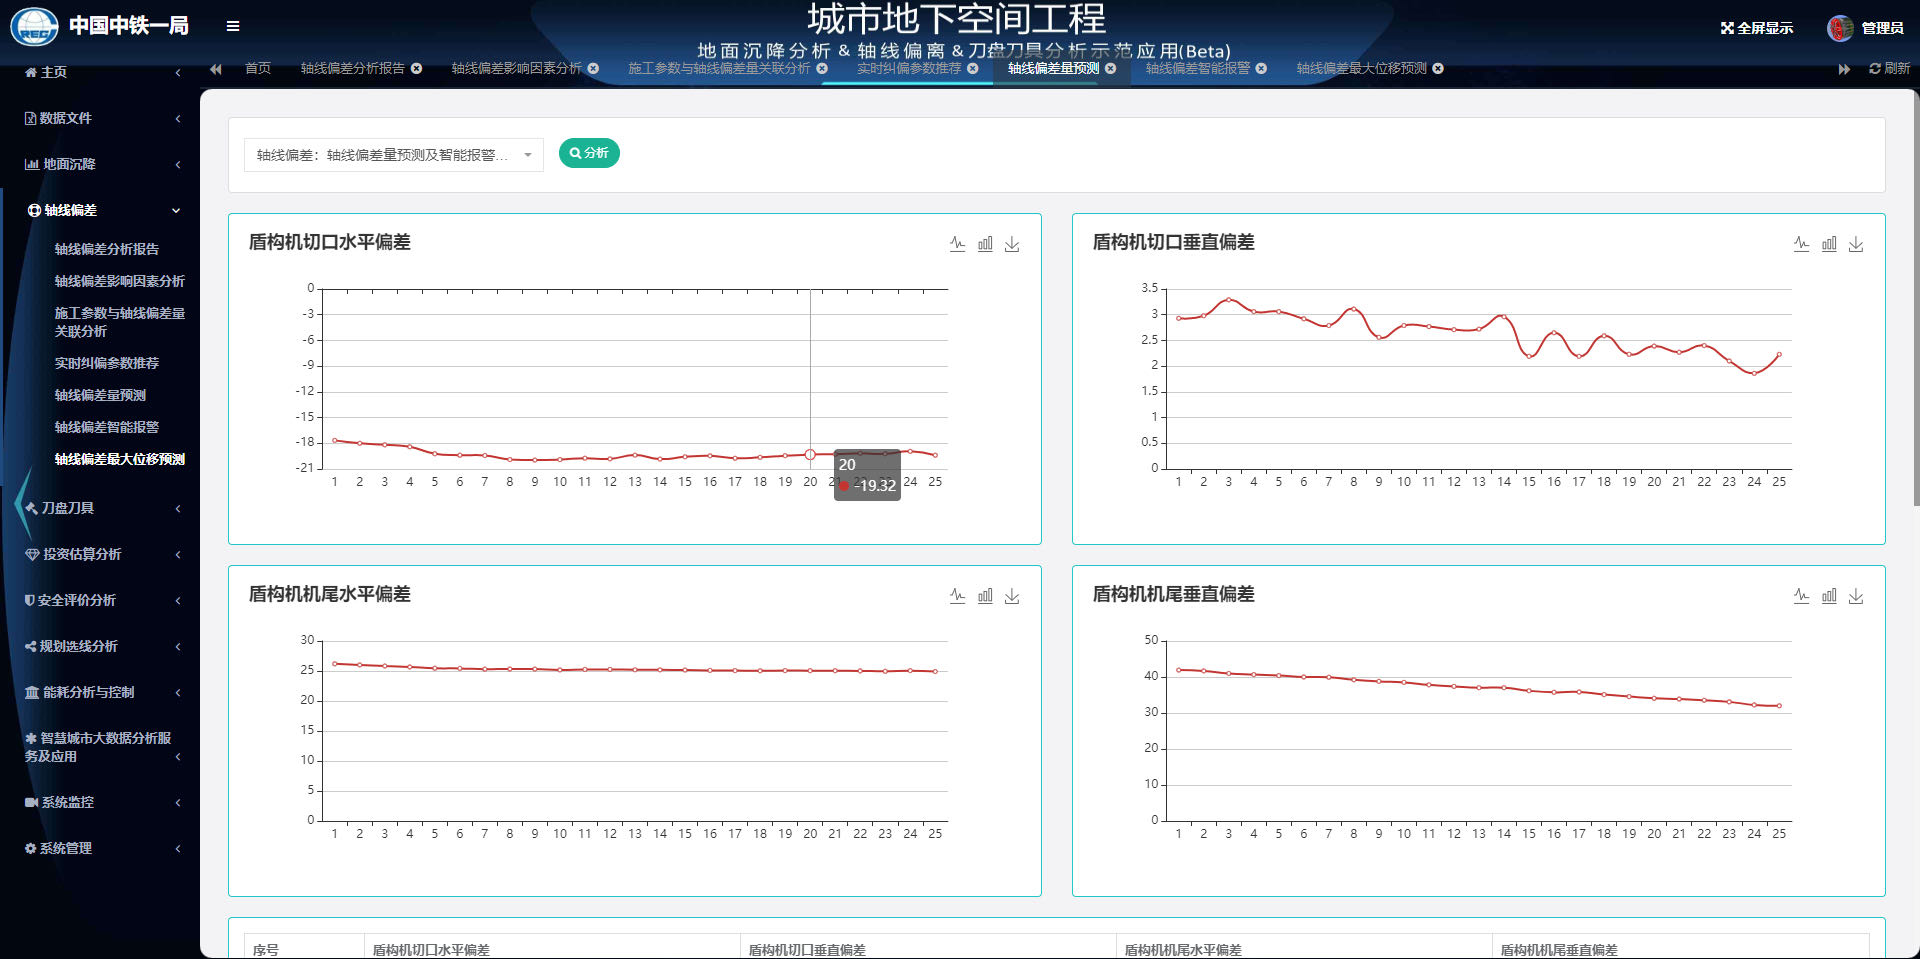 CREGC
中国中铁一局
城市地下空间工程
地面沉降分析 & 轴线偏离 &刀盘刀具分析示范应用(Beta)
全屏显示
管理员
首页
轴线偏差分析报告
轴线偏差影响因素分析
施工参数与轴线偏差量关联分析
实时纠偏参数推荐
轴线偏差量预测
轴线偏差智能报警
轴线偏差最大位移预测
刷新
主页
数据文件
地面沉降
轴线偏差
轴线偏差分析报告
轴线偏差影响因素分析
施工参数与轴线偏差量
关联分析
实时纠偏参数推荐
轴线偏差量预测
轴线偏差智能报警
轴线偏差最大位移预测
刀盘刀具
投资估算分析
安全评价分析
规划选线分析
能耗分析与控制
智慧城市大数据分析服
务及应用
系统监控
系统管理
轴线偏差：轴线偏差量预测及智能报警...
分析
盾构机切口水平偏差
0
-3
-6
-9
-12
-15
-18
-21
1 2 3 4 5 6 7 8 9 10 11 12 13 14 15 16 17 18 19 20 21 22 23 24 25
20
-19.32
盾构机切口垂直偏差
3.5
3
2.5
2
1.5
1
0.5
0
1 2 3 4 5 6 7 8 9 10 11 12 13 14 15 16 17 18 19 20 21 22 23 24 25
盾构机机尾水平偏差
30
25
20
15
10
5
0
1 2 3 4 5 6 7 8 9 10 11 12 13 14 15 16 17 18 19 20 21 22 23 24 25
盾构机机尾垂直偏差
50
40
30
20
10
0
1 2 3 4 5 6 7 8 9 10 11 12 13 14 15 16 17 18 19 20 21 22 23 24 25
序号 盾构机切口水平偏差 盾构机切口垂直偏差 盾构机机尾水平偏差 盾构机机尾垂直偏差